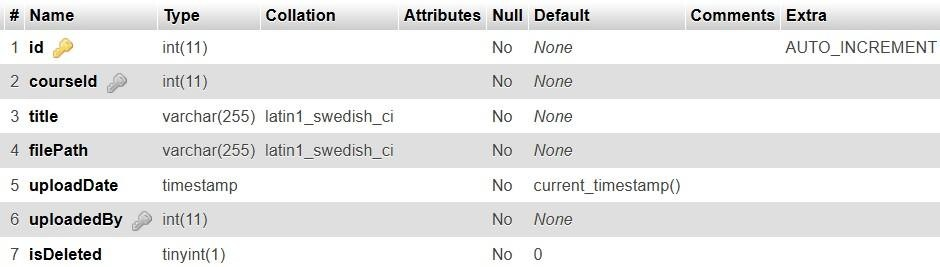 # Name Type Collation Attributes Null Default Comments Extra
1 id int(11) No None AUTO_INCREMENT
2 courseId int(11) No None
3 title varchar(255) latin1_swedish_ci No None
4 filePath varchar(255) latin1_swedish_ci No None
5 uploadDate timestamp No current_timestamp()
6 uploadedBy int(11) No None
7 isDeleted tinyint(1) No 0